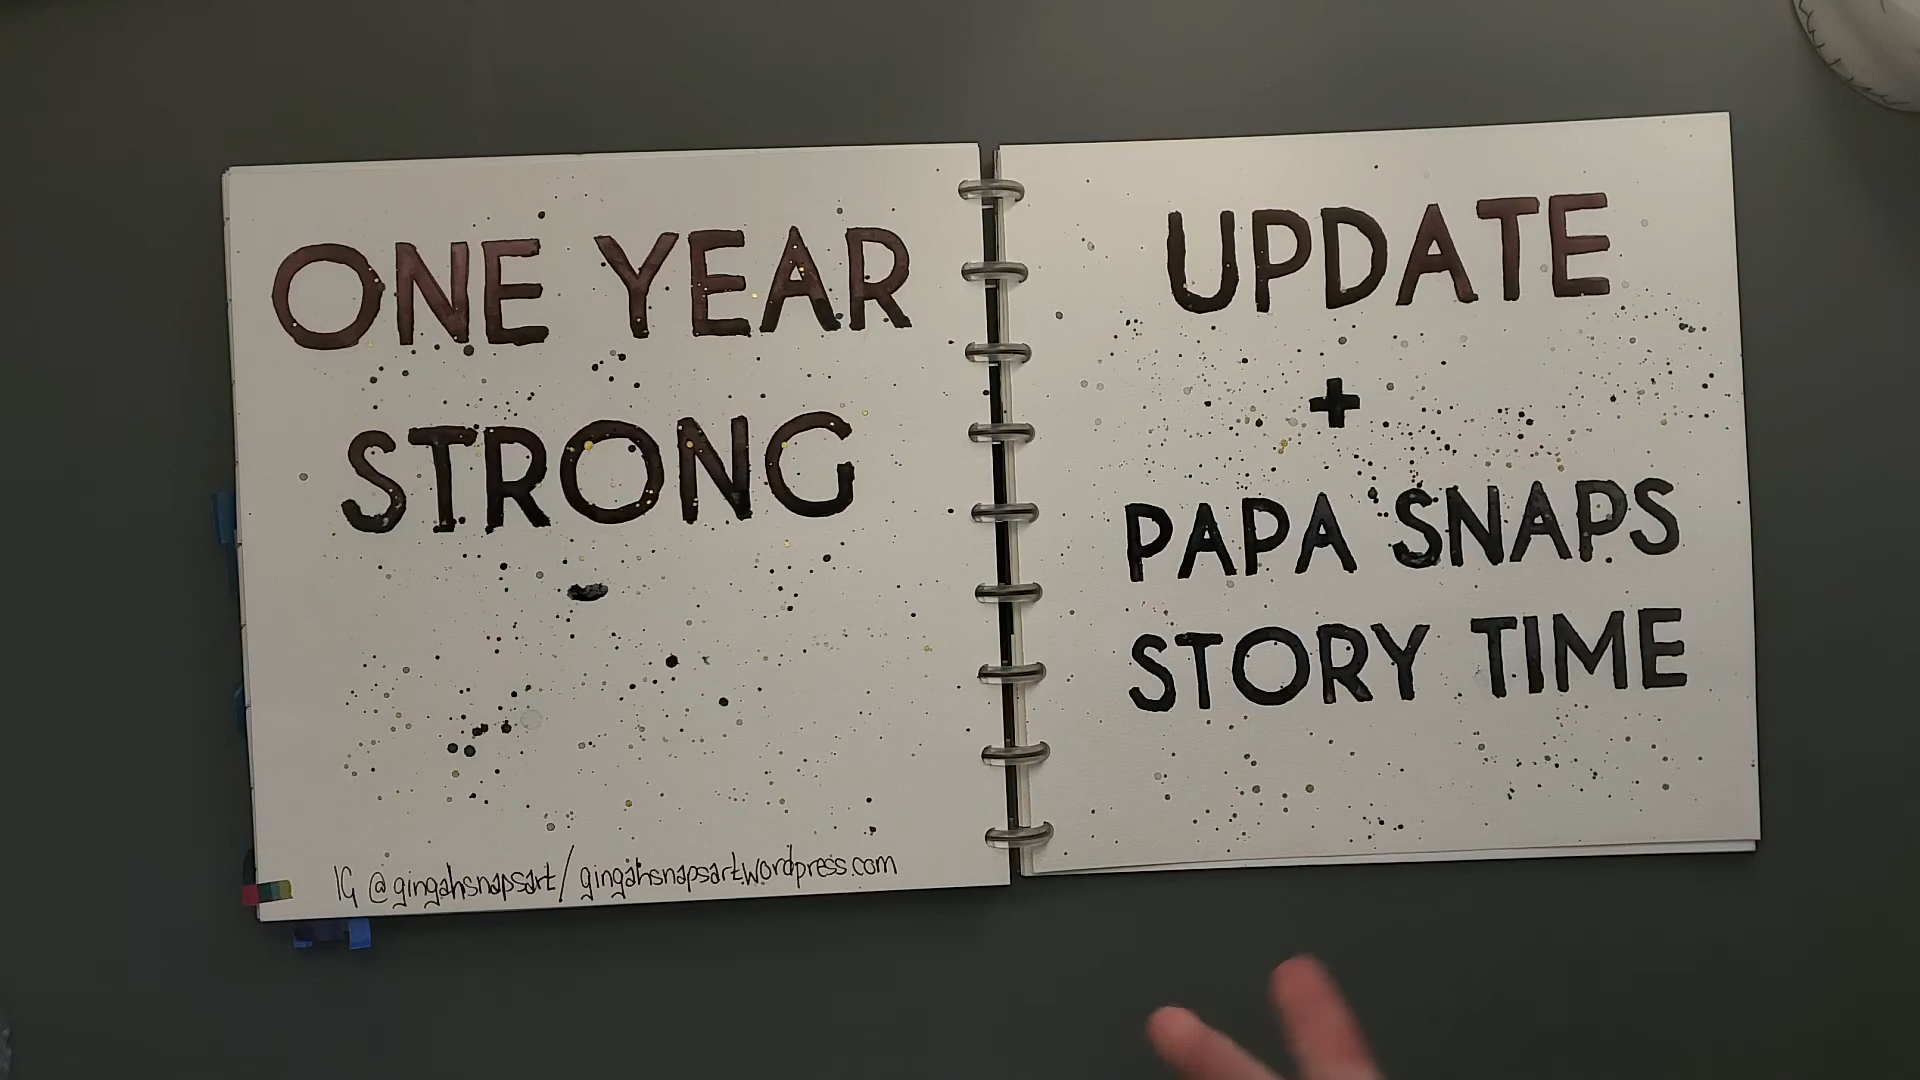 ONE YEAR
STRONG
-
IG @gingahsnapsart/gingahsnapsart.wordpress.com
UPDATE
+
PAPA SNAPS
STORY TIME